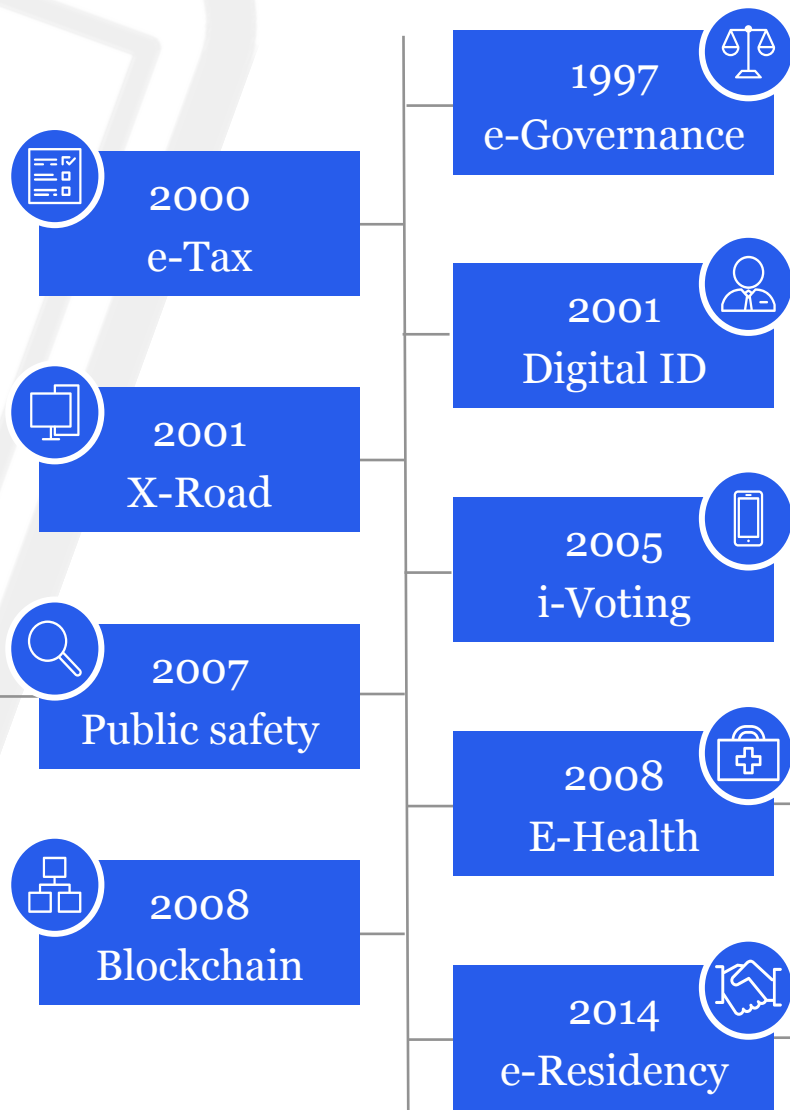 1997
e-Governance
2000
e-Tax
2001
Digital ID
2001
X-Road
2005
i-Voting
2007
Public safety
2008
E-Health
2008
Blockchain
2014
e-Residency